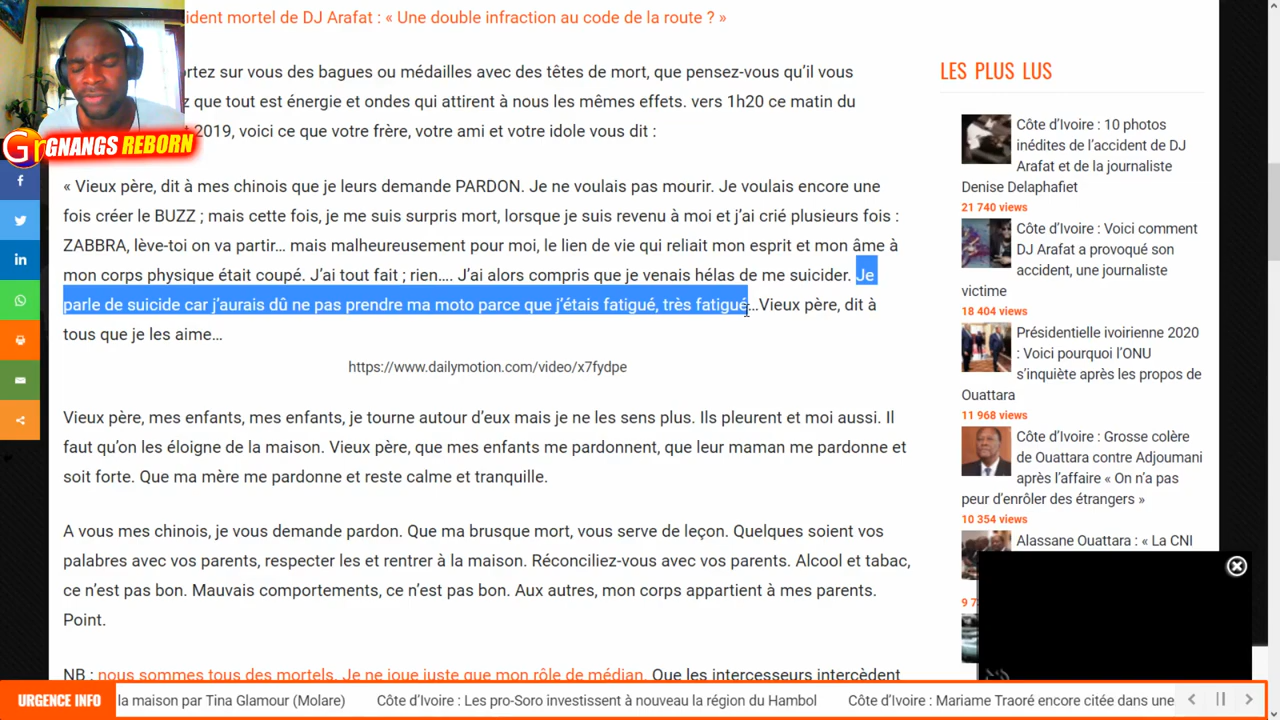 ident mortel de DJ Arafat : « Une double infraction au code de la route ? »
rtez sur vous des bagues ou médailles avec des têtes de mort, que pensez-vous qu’il vous
z que tout est énergie et ondes qui attirent à nous les mêmes effets. vers 1h20 ce matin du
2019, voici ce que votre frère, votre ami et votre idole vous dit :
Gr GNANGS REBORN
« Vieux père, dit à mes chinois que je leurs demande PARDON. Je ne voulais pas mourir. Je voulais encore une
fois créer le BUZZ ; mais cette fois, je me suis surpris mort, lorsque je suis revenu à moi et j’ai crié plusieurs fois :
ZABBRA, lève-toi on va partir… mais malheureusement pour moi, le lien de vie qui reliait mon esprit et mon âme à
mon corps physique était coupé. J’ai tout fait ; rien…. J’ai alors compris que je venais hélas de me suicider. Je
parle de suicide car j’aurais dû ne pas prendre ma moto parce que j’étais fatigué, très fatigué…Vieux père, dit à
tous que je les aime…
https://www.dailymotion.com/video/x7fydpe
Vieux père, mes enfants, mes enfants, je tourne autour d’eux mais je ne les sens plus. Ils pleurent et moi aussi. Il
faut qu’on les éloigne de la maison. Vieux père, que mes enfants me pardonnent, que leur maman me pardonne et
soit forte. Que ma mère me pardonne et reste calme et tranquille.
A vous mes chinois, je vous demande pardon. Que ma brusque mort, vous serve de leçon. Quelques soient vos
palabres avec vos parents, respecter les et rentrer à la maison. Réconciliez-vous avec vos parents. Alcool et tabac,
ce n’est pas bon. Mauvais comportements, ce n’est pas bon. Aux autres, mon corps appartient à mes parents.
Point.
NB : nous sommes tous des mortels. Je ne joue juste que mon rôle de médian. Que les intercesseurs intercèdent
LES PLUS LUS
Côte d’Ivoire : 10 photos
inédites de l’accident de DJ
Arafat et de la journaliste
Denise Delaphafiet
21 740 views
Côte d’Ivoire : Voici comment
DJ Arafat a provoqué son
accident, une journaliste
victime
18 404 views
Présidentielle ivoirienne 2020
: Voici pourquoi l’ONU
s’inquiète après les propos de
Ouattara
11 968 views
Côte d’Ivoire : Grosse colère
de Ouattara contre Adjoumani
après l’affaire « On n’a pas
peur d’enrôler des étrangers »
10 354 views
Alassane Ouattara : « La CNI
URGENCE INFO
la maison par Tina Glamour (Molare) Côte d’Ivoire : Les pro-Soro investissent à nouveau la région du Hambol Côte d’Ivoire : Mariame Traoré encore citée dans une